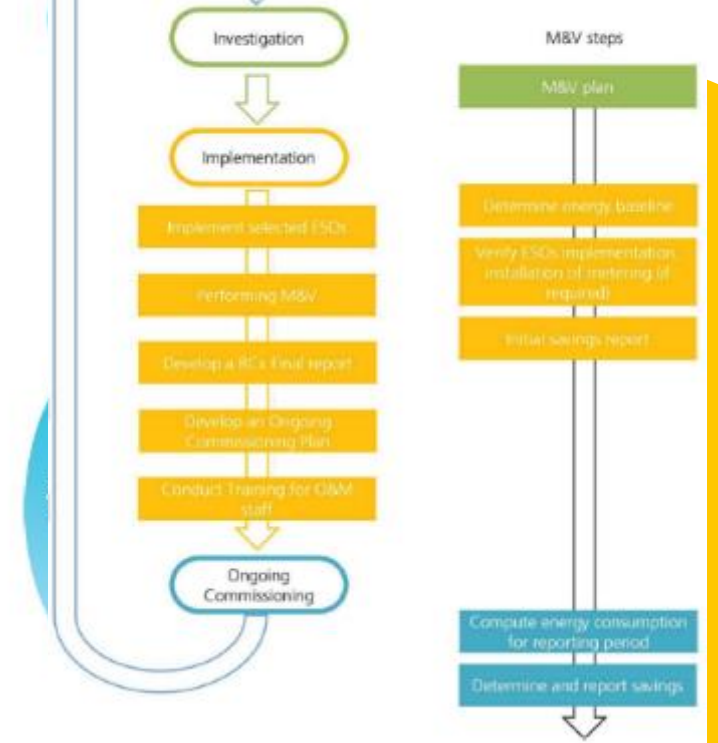 Investigation
Implementation
Implement selected ESOs
Performing M&V
Develop a RCx Final report
Develop an Ongoing
Commissioning Plan
Conduct Training for O&M
staff
Ongoing
Commissioning
M&V steps
M&V plan
Determine energy baseline
Verify ESOs implementation,
installation of metering (if
required)
Initial savings report
Compute energy consumption
for reporting period
Determine and report savings